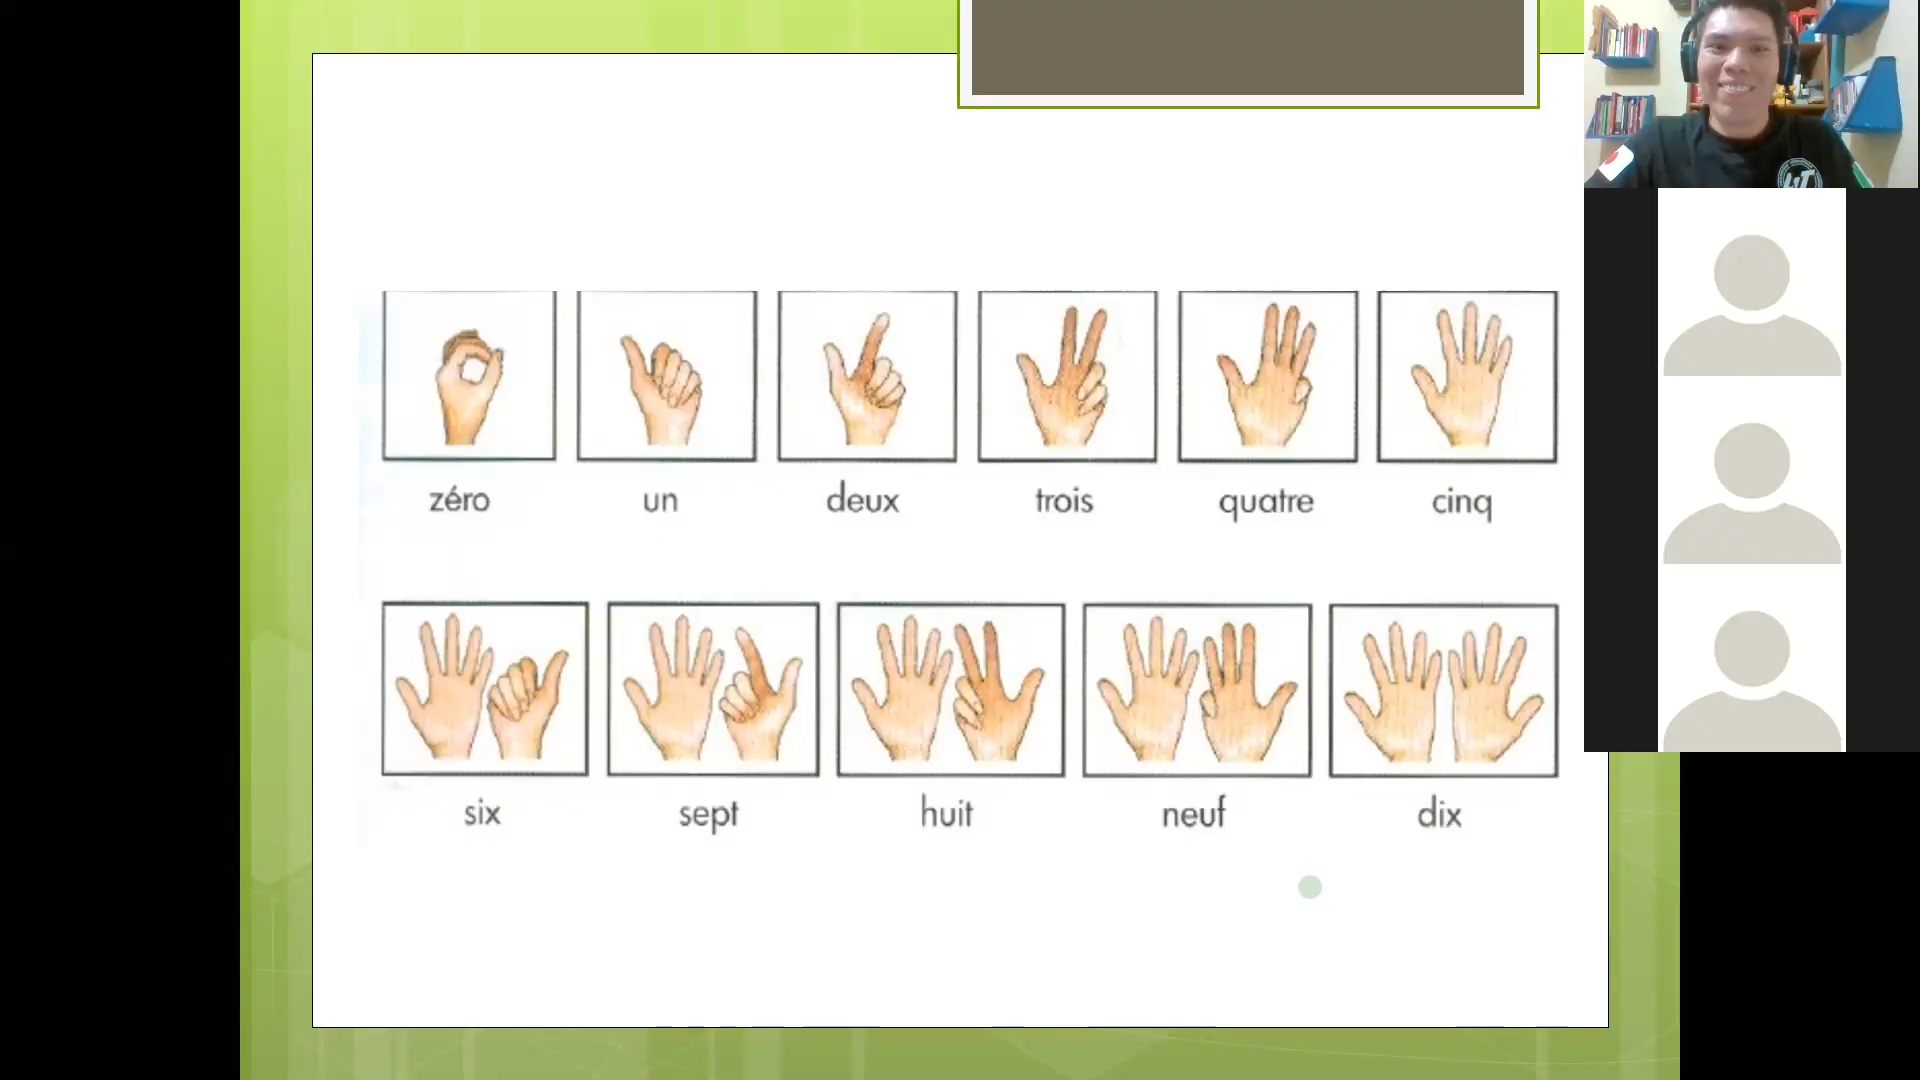 zéro un deux trois quatre cinq
six sept huit neuf dix